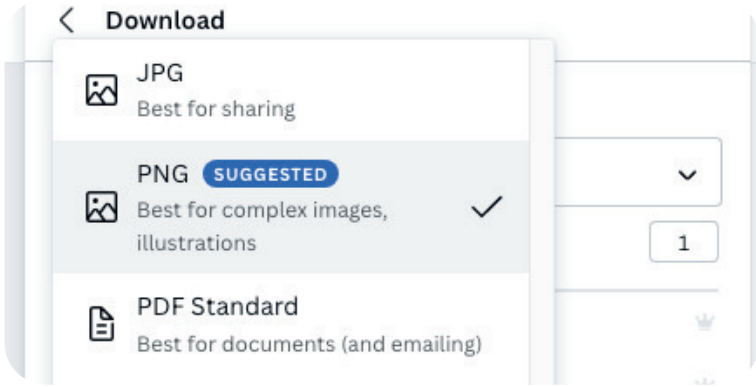 Download
JPG
Best for sharing
PNG SUGGESTED
Best for complex images,
illustrations
1
PDF Standard
Best for documents (and emailing)